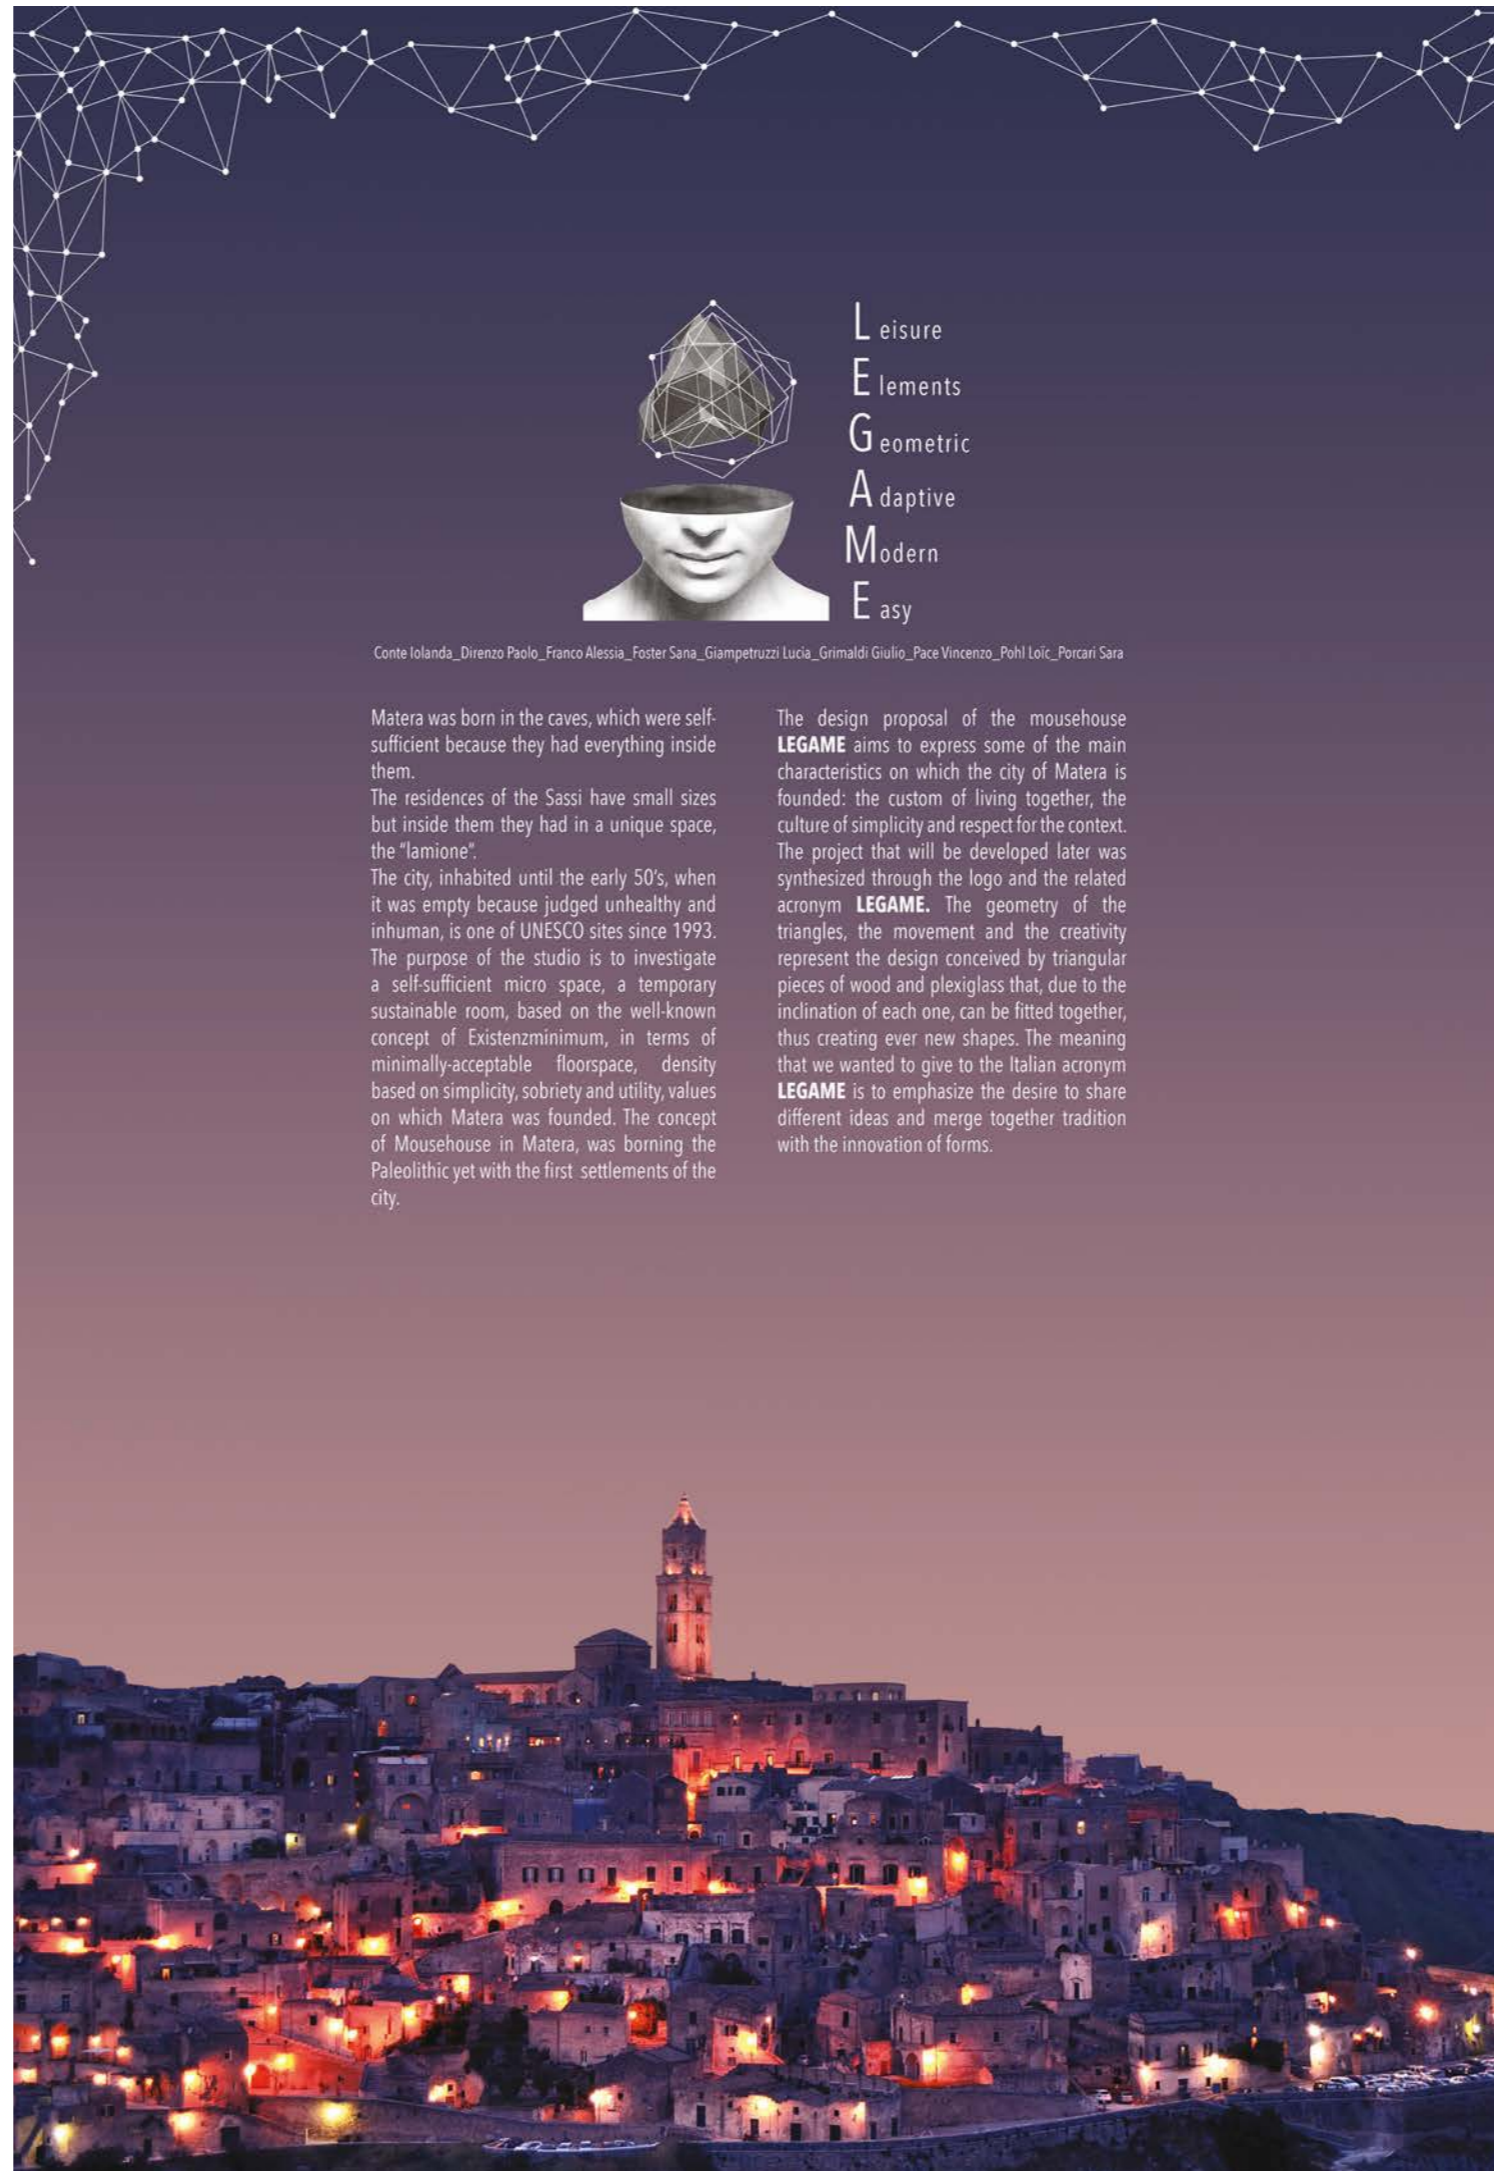 Leisure
Elements
Geometric
Adaptive
Modern
Easy
Conte Iolanda_Direnzo Paolo_Franco Alessia_Foster Sana_Giampetruzzi Lucia_Grimaldi Giulio_Pace Vincenzo_Pohl Loïc_Porcari Sara
Matera was born in the caves, which were self-
sufficient because they had everything inside
them.
The residences of the Sassi have small sizes
but inside them they had in a unique space,
the "lamione".
The city, inhabited until the early 50's, when
it was empty because judged unhealthy and
inhuman, is one of UNESCO sites since 1993.
The purpose of the studio is to investigate
a self-sufficient micro space, a temporary
sustainable room, based on the well-known
concept of Existenzminimum, in terms of
minimally-acceptable floorspace, density
based on simplicity, sobriety and utility, values
on which Matera was founded. The concept
of Mousehouse in Matera, was borning the
Paleolithic yet with the first settlements of the
city.
The design proposal of the mousehouse
LEGAME aims to express some of the main
characteristics on which the city of Matera is
founded: the custom of living together, the
culture of simplicity and respect for the context.
The project that will be developed later was
synthesized through the logo and the related
acronym LEGAME. The geometry of the
triangles, the movement and the creativity
represent the design conceived by triangular
pieces of wood and plexiglass that, due to the
inclination of each one, can be fitted together,
thus creating ever new shapes. The meaning
that we wanted to give to the Italian acronym
LEGAME is to emphasize the desire to share
different ideas and merge together tradition
with the innovation of forms.